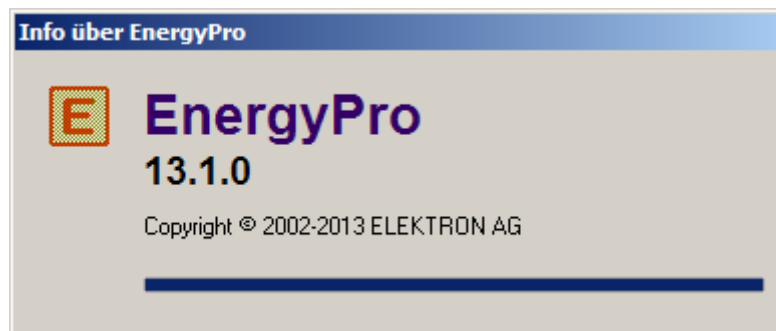 Info über EnergyPro
E
EnergyPro
13.1.0
Copyright © 2002-2013 ELEKTRON AG